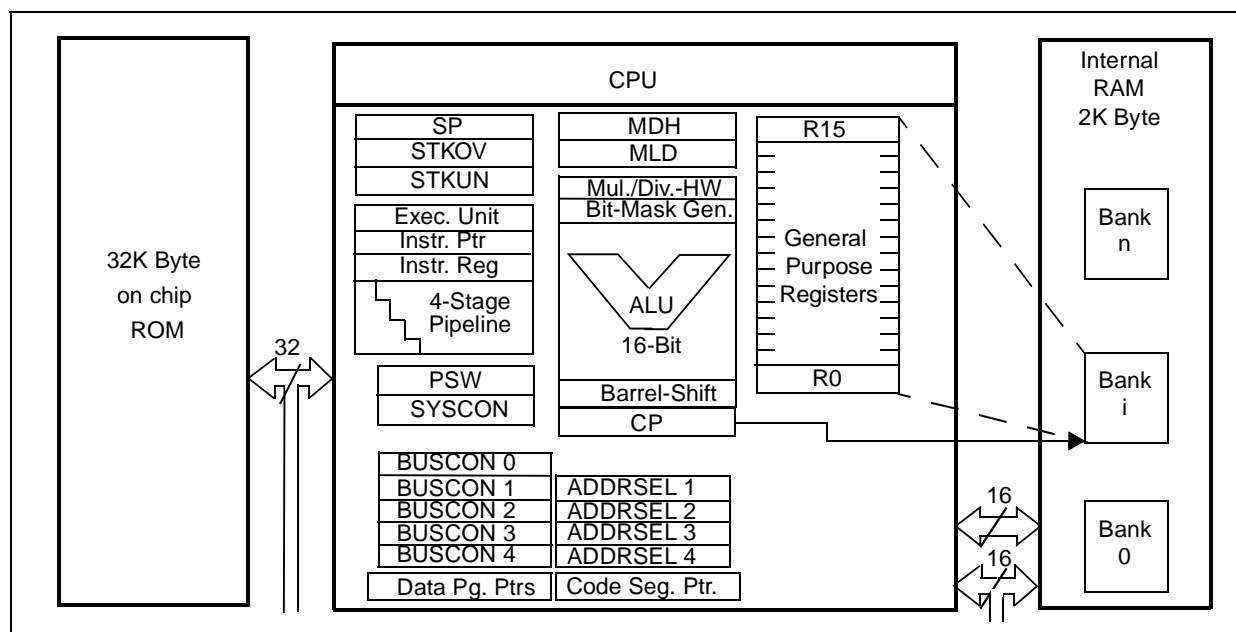 32K Byte
on chip
ROM
32
CPU
SP
STKOV
STKUN
Exec. Unit
Instr. Ptr
Instr. Reg
4-Stage
Pipeline
PSW
SYSCON
MDH
MLD
Mul./Div.-HW
Bit-Mask Gen.
ALU
16-Bit
Barrel-Shift
CP
R15
General
Purpose
Registers
R0
BUSCON 0
BUSCON 1
BUSCON 2
BUSCON 3
BUSCON 4
ADDRSEL 1
ADDRSEL 2
ADDRSEL 3
ADDRSEL 4
Data Pg. Ptrs
Code Seg. Ptr.
16
16
Internal
RAM
2K Byte
Bank
n
Bank
i
Bank
0